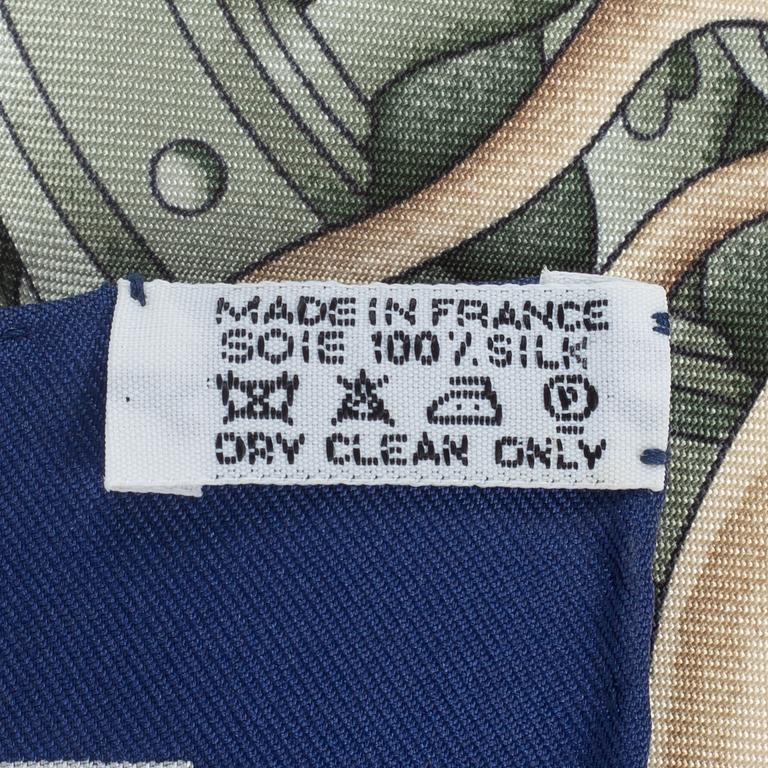 MADE IN FRANCE
SOIE 100% SILK
P
DRY CLEAN ONLY